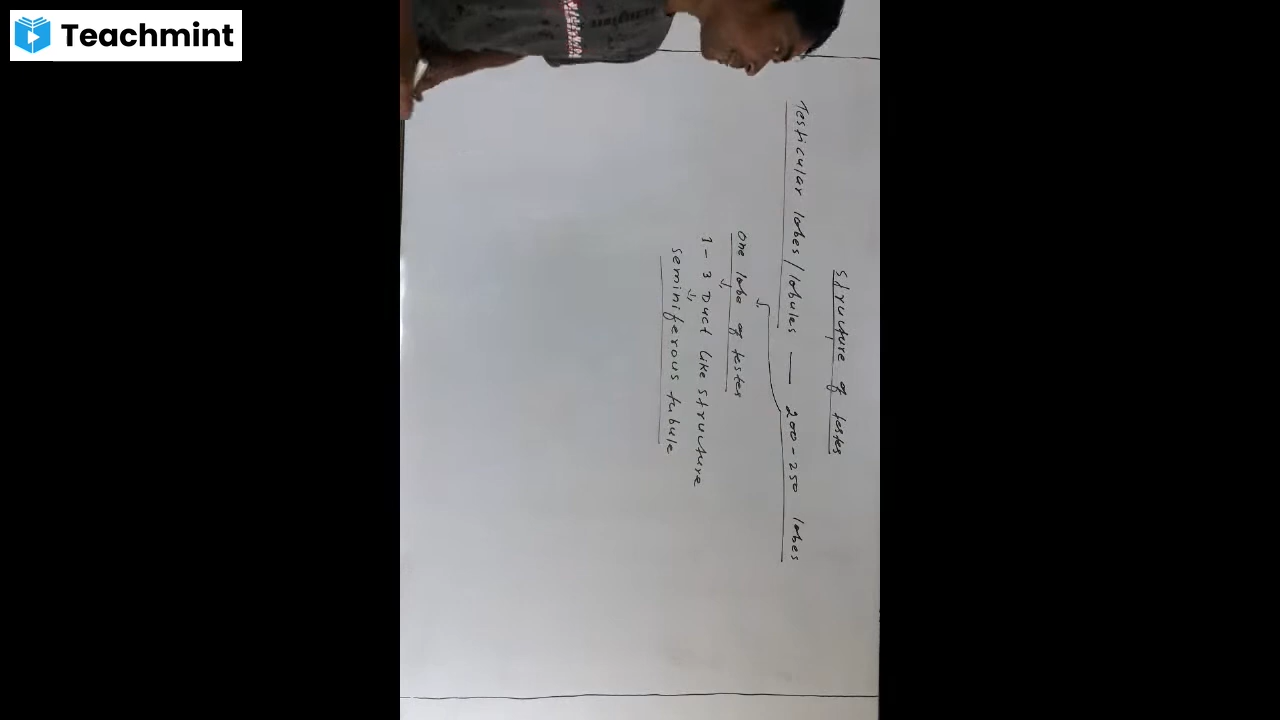 Teachmint
Structure of testes
Testicular lobes/lobules — 200-250 lobes
one lobe of testes
1-3 Duct like structure
seminiferous tubule